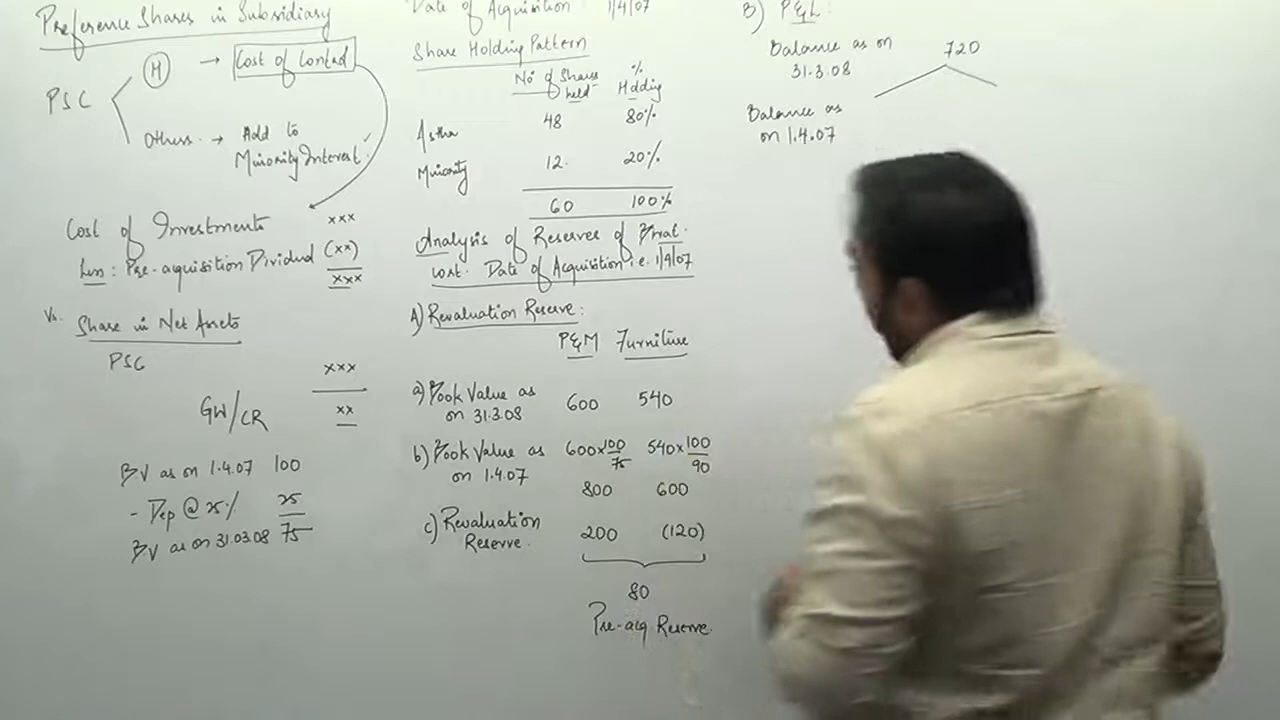 Preference Shares in Subsidiary
PSC
H → Cost of Control
Others → Add to
Minority Interest
Cost of Investments xxx
Less: Pre-acquisition Dividend (xx)
xxx
Vs. Share in Net Assets
PSC
xxx
GW/CR xx
BV as on 1.4.07 100
- Dep @ 25% 25
BV as on 31.03.08 75
Date of Acquisition 1/4/07
Share Holding Pattern
No of Shares held % Holding
Astha 48 80%
Minority 12 20%
60 100%
Analysis of Reserves of
Date of Acquisition i.e. 1/4/07
A) Revaluation Reserve:
P&M Furniture
a) Book Value as
on 31.3.08 600 540
b) Book Value as 600x100/75 540x100/90
on 1.4.07
800 600
c) Revaluation
Reserve 200 (120)
80
Pre-acq Reserve
B) P&L:
Balance as on 720
31.3.08
Balance as
on 1.4.07